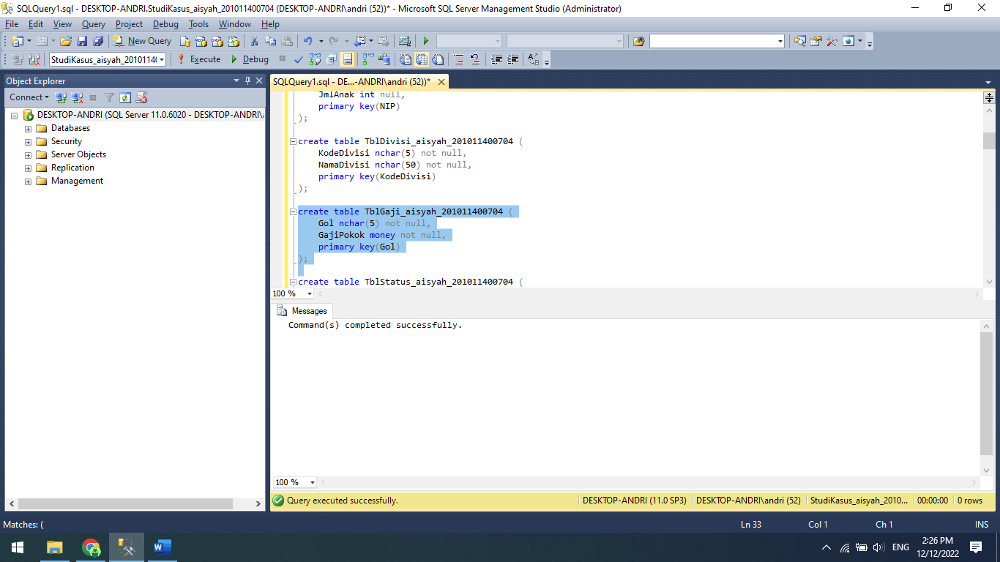 SQLQuery1.sql - DESKTOP-ANDRI.StudiKasus_aisyah_201011400704 (DESKTOP-ANDRI\andri (52))* - Microsoft SQL Server Management Studio (Administrator)
File Edit View Query Project Debug Tools Window Help
New Query
StudiKasus_aisyah_2010114 Execute Debug
Object Explorer
SQLQuery1.sql - DE...-ANDRI\andri (52))*
Connect
DESKTOP-ANDRI (SQL Server 11.0.6020 - DESKTOP-ANDRI\
Databases
Security
Server Objects
Replication
Management
JmlAnak int null,
primary key(NIP)
);
create table TblDivisi_aisyah_201011400704 (
KodeDivisi nchar(5) not null,
NamaDivisi nchar(50) not null,
primary key(KodeDivisi)
);
create table TblGaji_aisyah_201011400704 (
Gol nchar(5) not null,
GajiPokok money not null,
primary key(Gol)
);
create table TblStatus_aisyah_201011400704 (
100 %
Messages
Command(s) completed successfully.
100 %
Query executed successfully. DESKTOP-ANDRI (11.0 SP3) DESKTOP-ANDRI\andri (52) StudiKasus_aisyah_2010... 00:00:00 0 rows
Matches: ( Ln 33 Col 1 Ch 1 INS
ENG 2:26 PM
12/12/2022